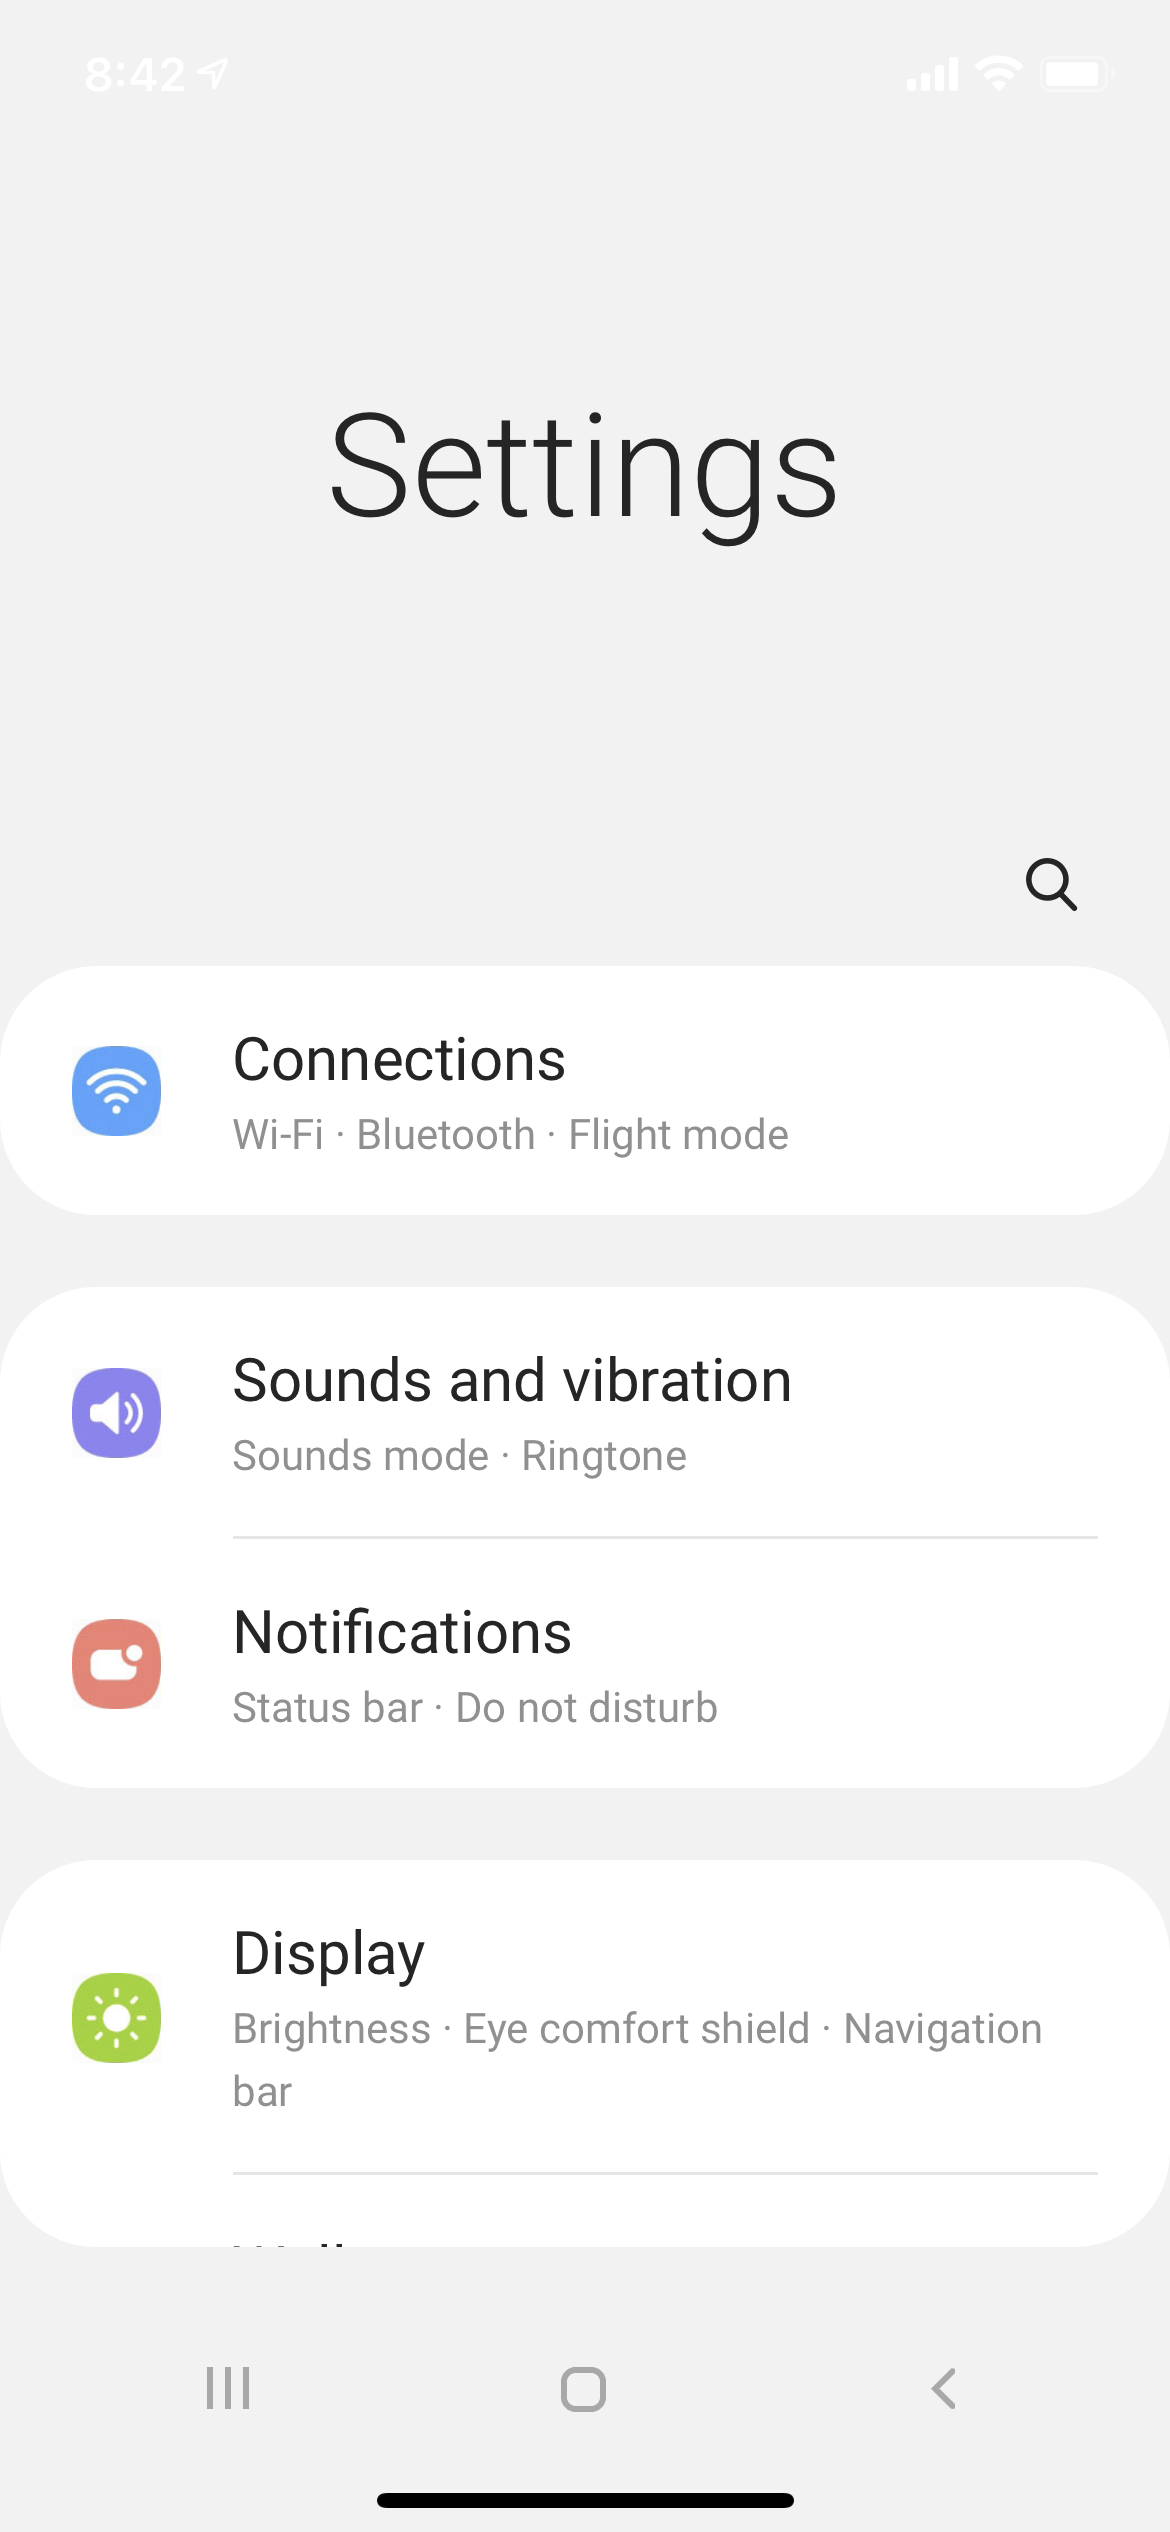 8:42
Settings
Connections
Wi-Fi · Bluetooth · Flight mode
Sounds and vibration
Sounds mode · Ringtone
Notifications
Status bar · Do not disturb
Display
Brightness · Eye comfort shield · Navigation
bar